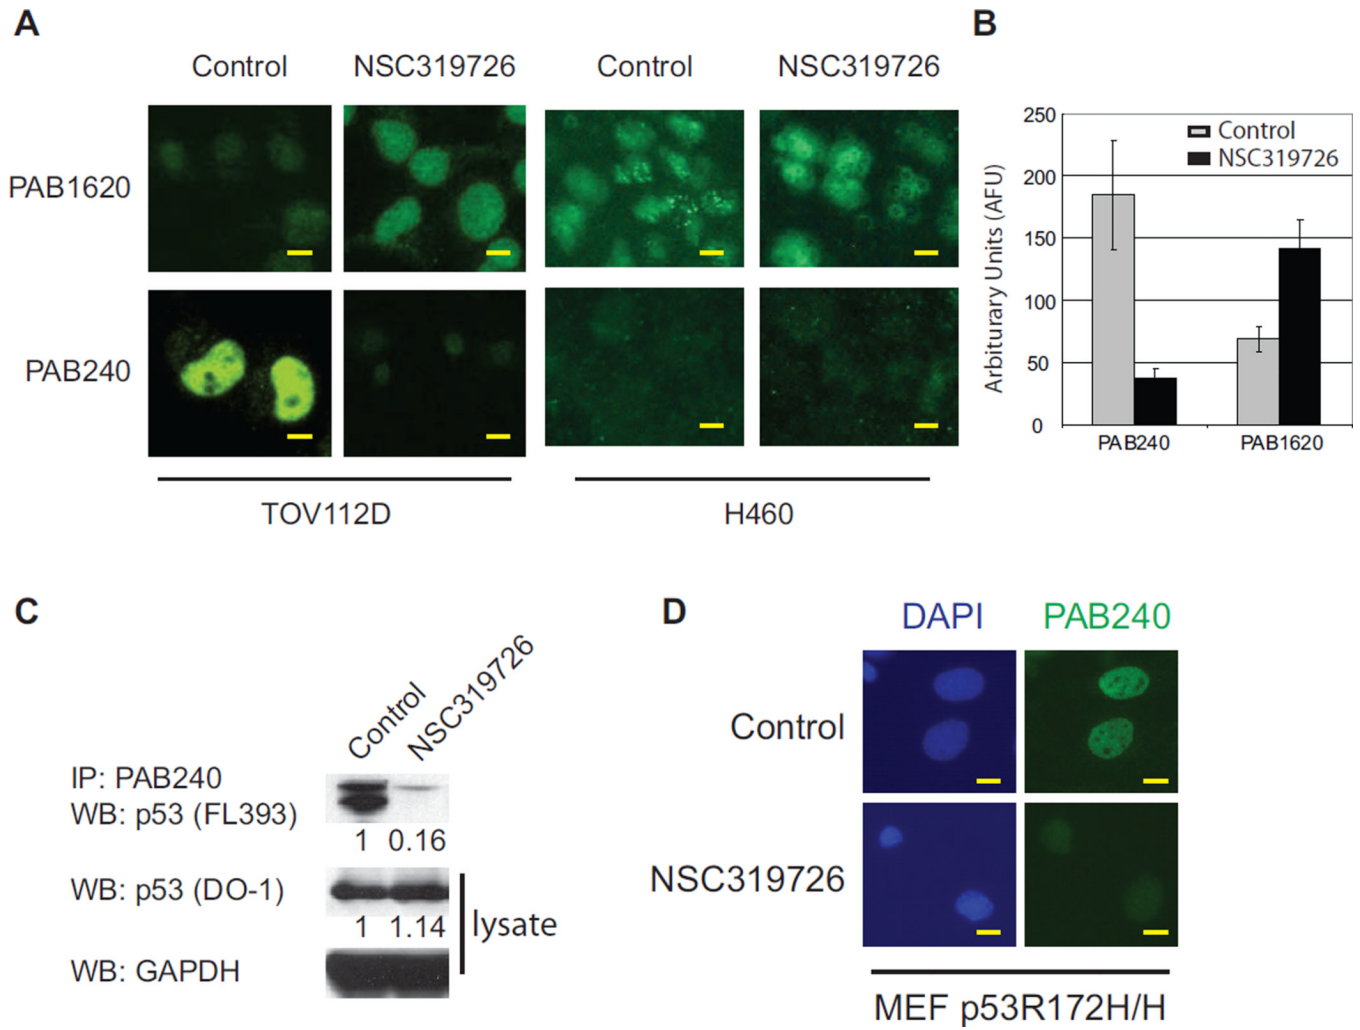 A
Control NSC319726 Control NSC319726
PAB1620
PAB240
TOV112D H460
B
250
200
150
100
50
0
Arbiturary Units (AFU)
Control
NSC319726
PAB240 PAB1620
C
Control NSC319726
IP: PAB240
WB: p53 (FL393)
1 0.16
WB: p53 (DO-1)
1 1.14
lysate
WB: GAPDH
D
DAPI PAB240
Control
NSC319726
MEF p53R172H/H